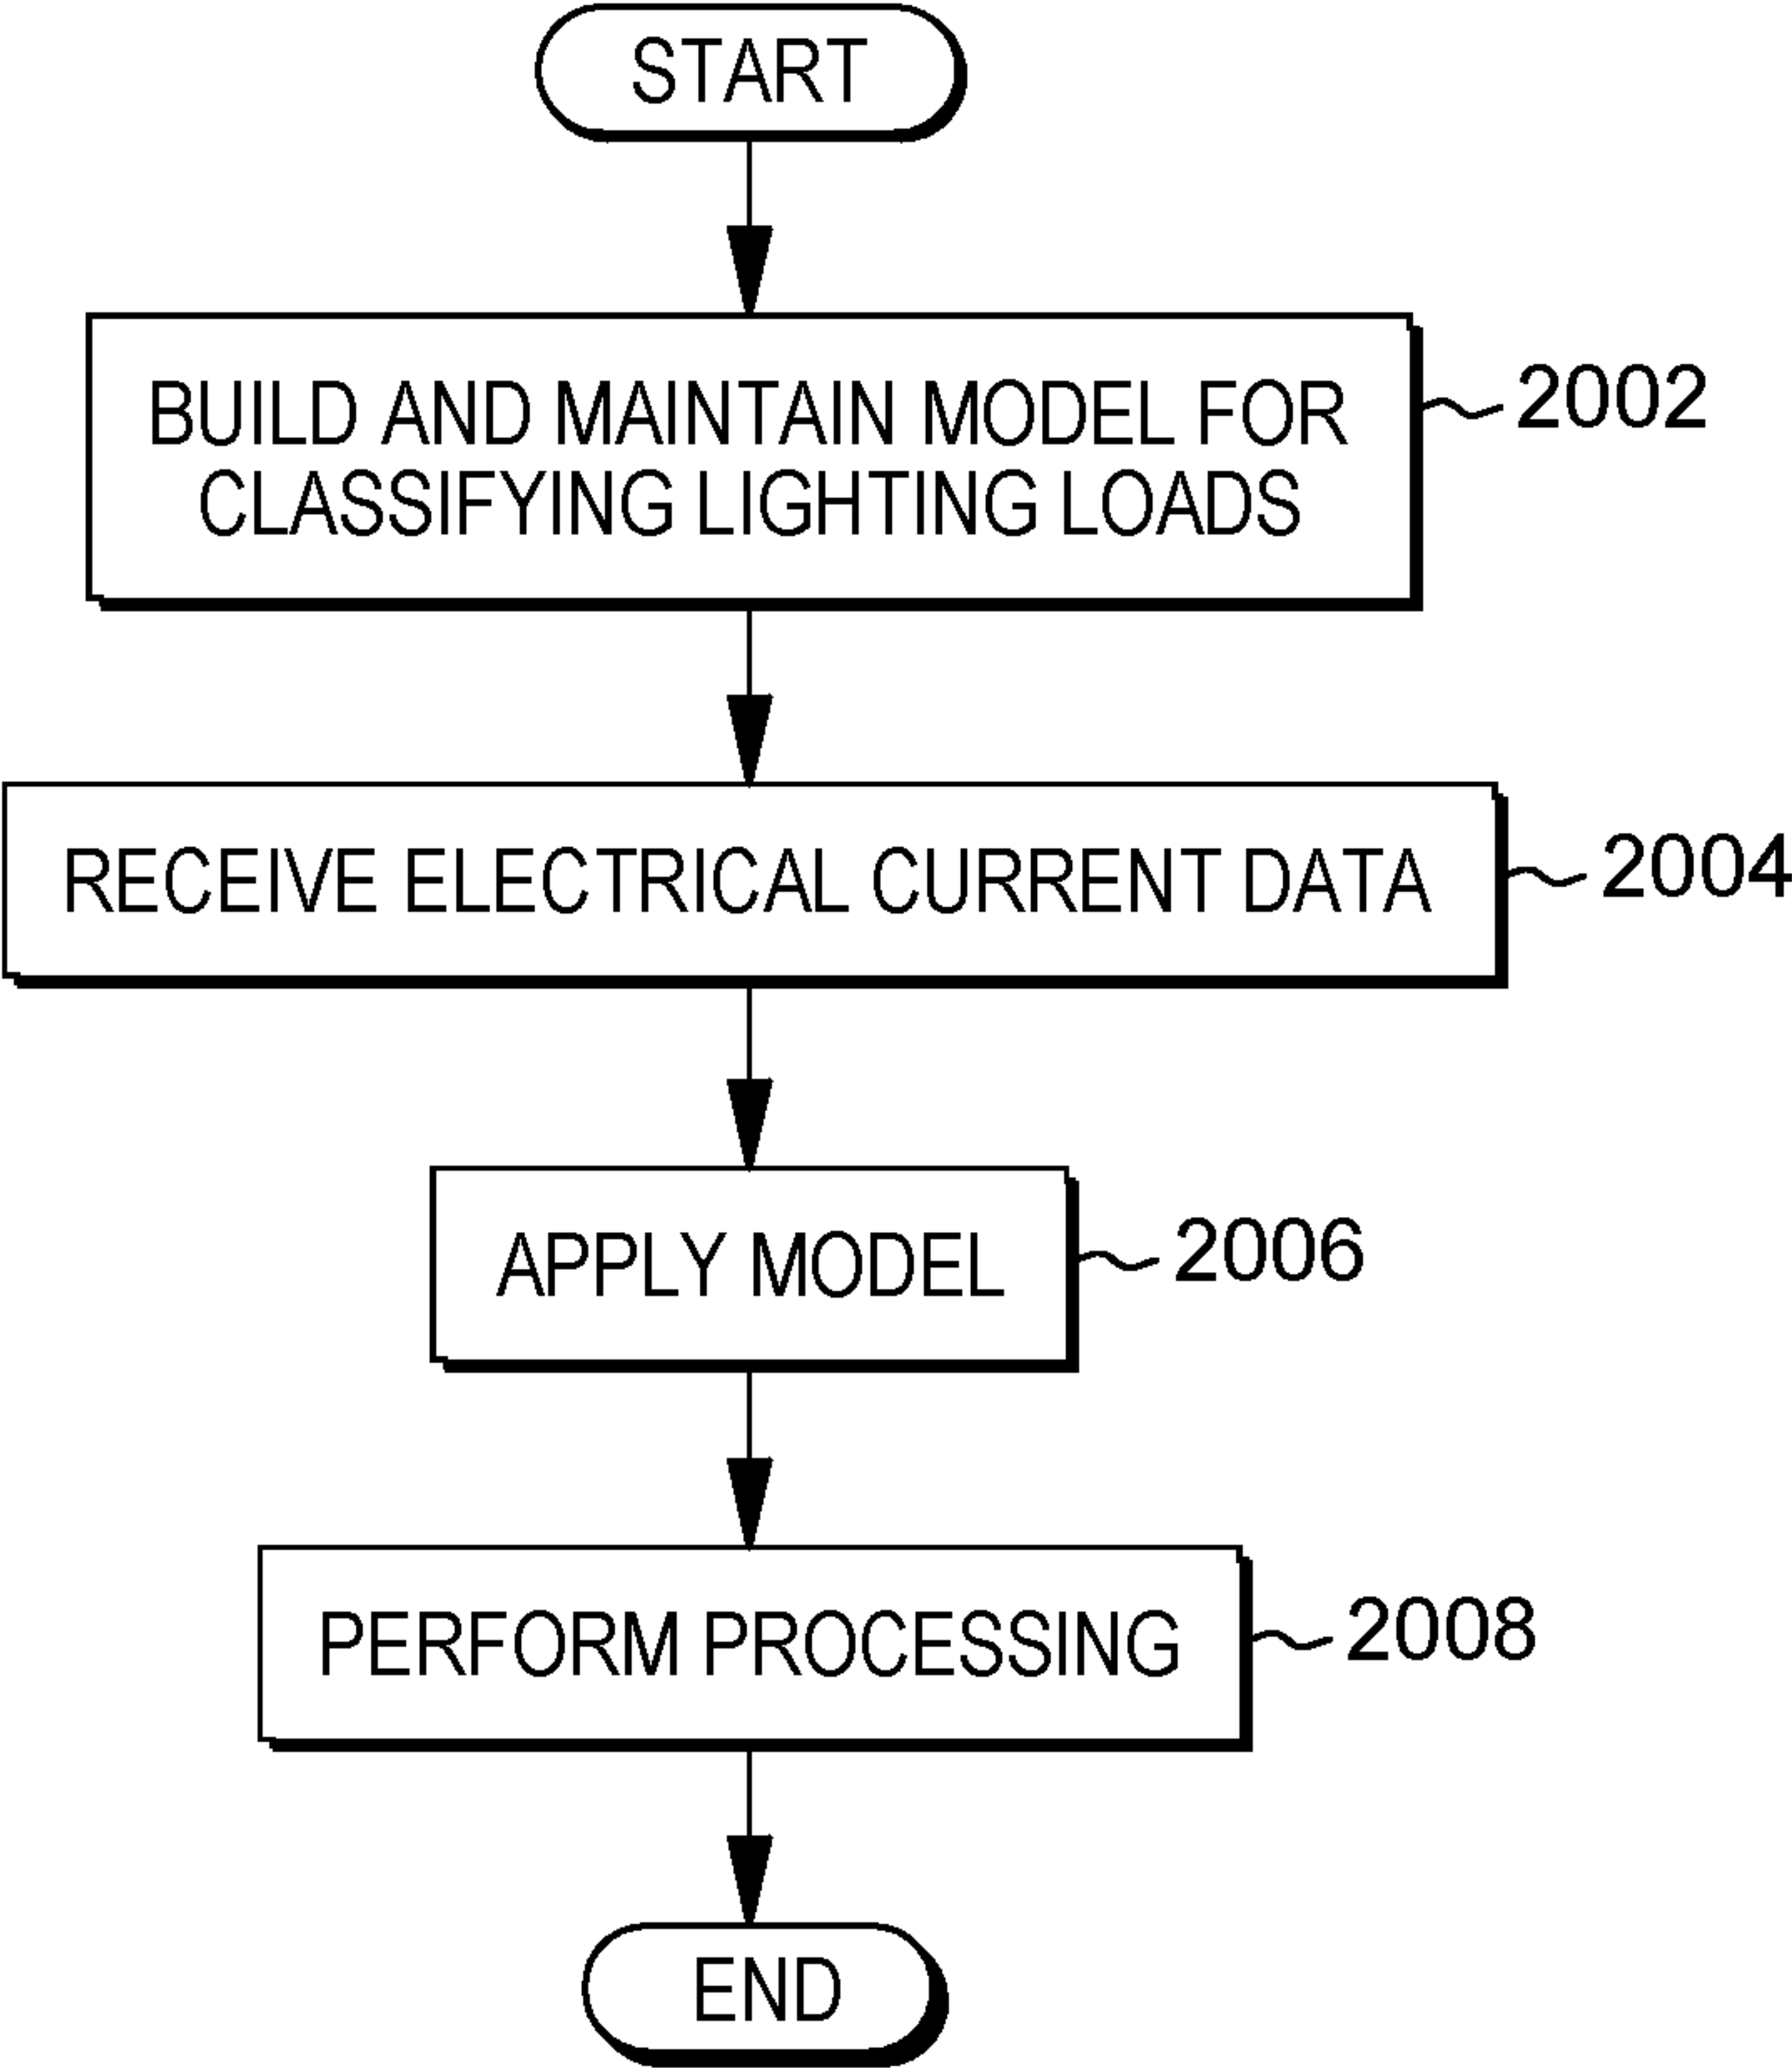 START
BUILD AND MAINTAIN MODEL FOR
CLASSIFYING LIGHTING LOADS
2002
RECEIVE ELECTRICAL CURRENT DATA
2004
APPLY MODEL
2006
PERFORM PROCESSING
2008
END